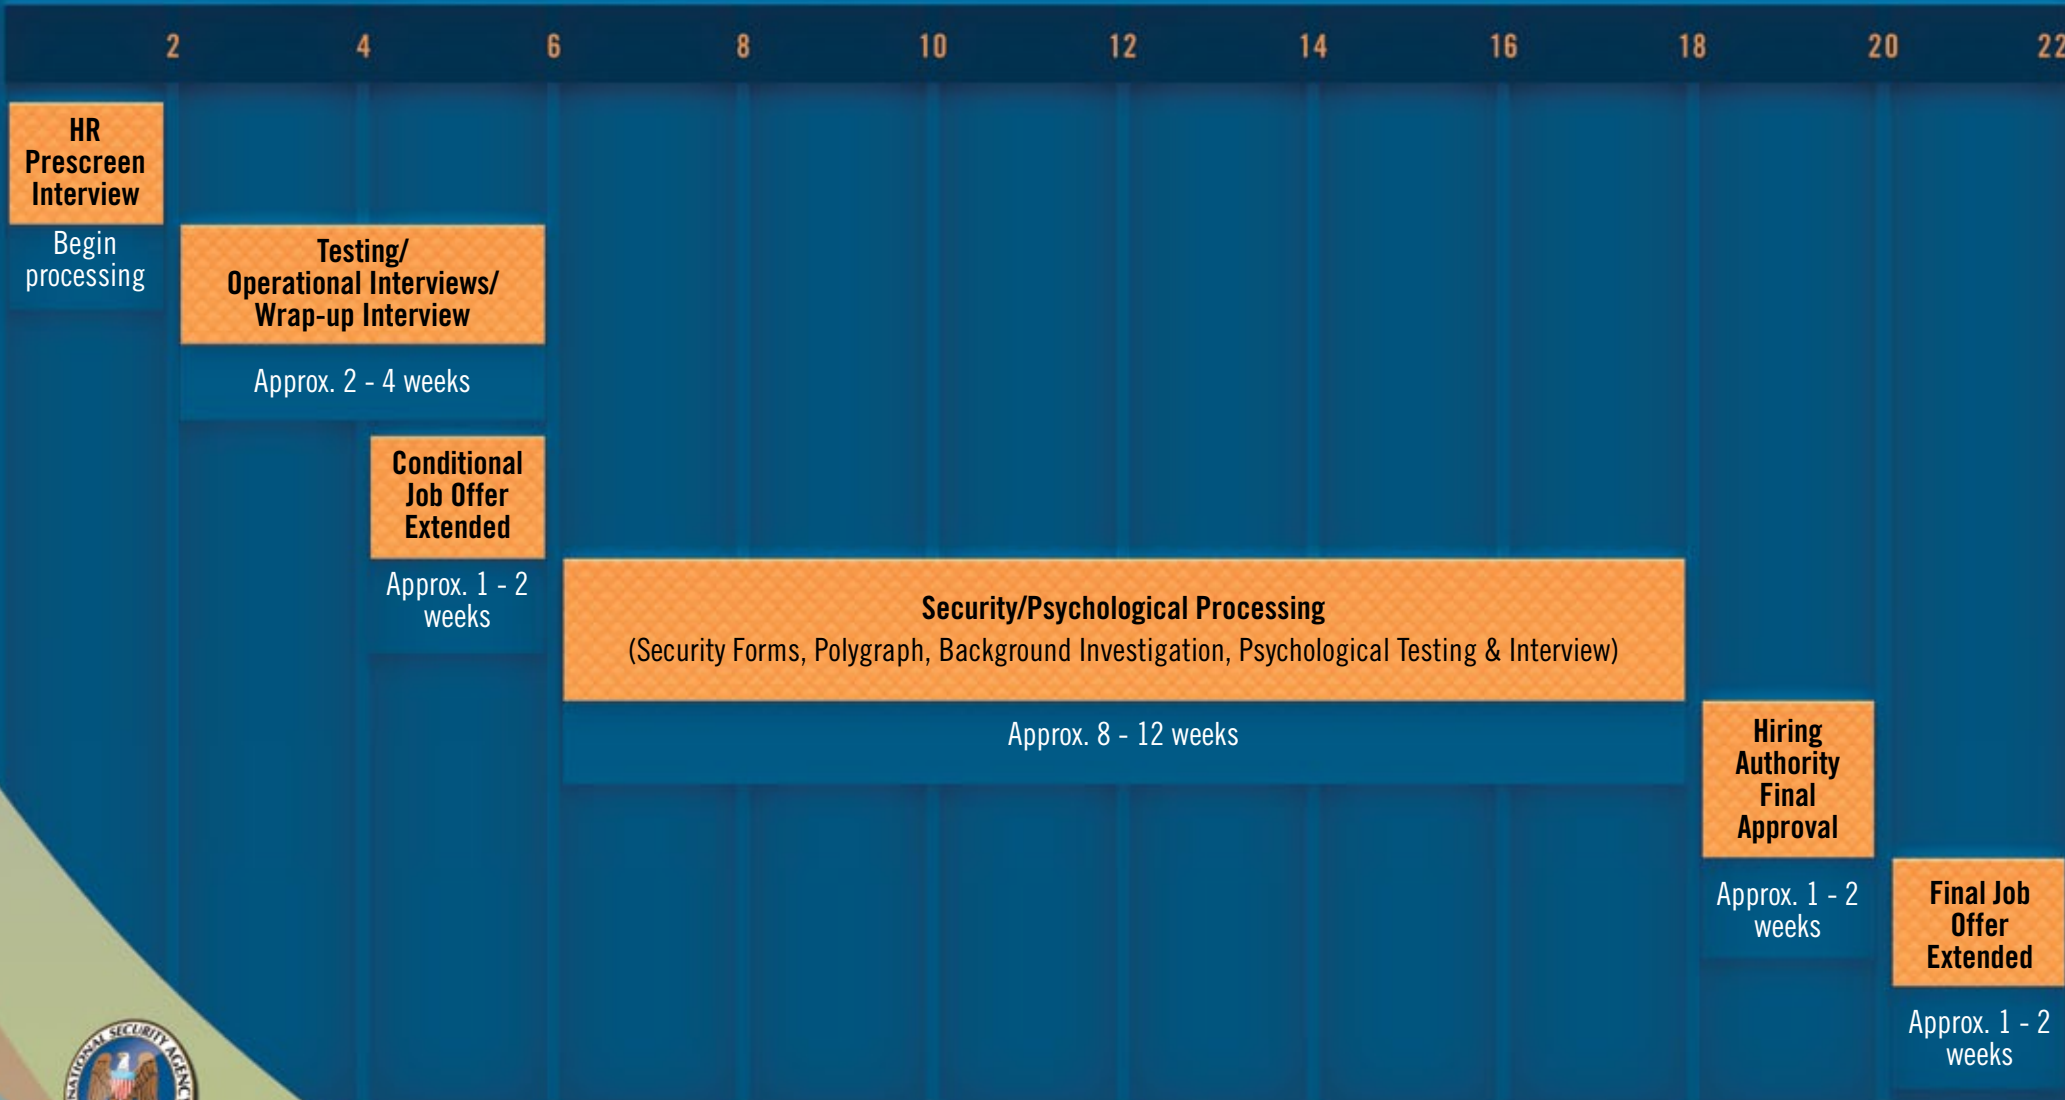 2 4 6 8 10 12 14 16 18 20 22
HR
Prescreen
Interview
Begin
processing
Testing/
Operational Interviews/
Wrap-up Interview
Approx. 2 - 4 weeks
Conditional
Job Offer
Extended
Approx. 1 - 2
weeks
Security/Psychological Processing
(Security Forms, Polygraph, Background Investigation, Psychological Testing & Interview)
Approx. 8 - 12 weeks
Hiring
Authority
Final
Approval
Approx. 1 - 2
weeks
Final Job
Offer
Extended
Approx. 1 - 2
weeks
NATIONAL SECURITY AGENC